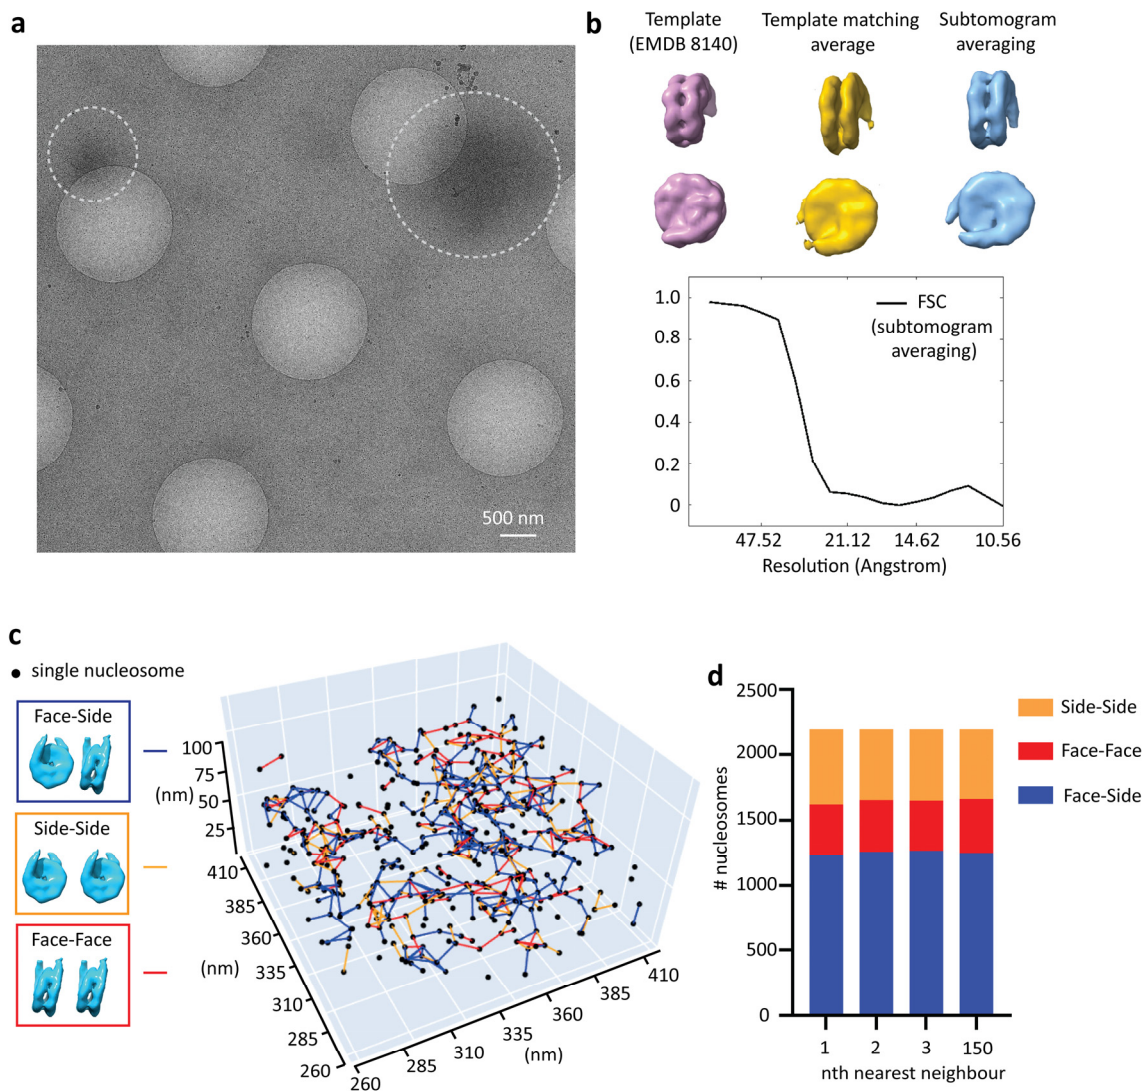 a
500 nm
b
Template
(EMDB 8140)
Template matching
average
Subtomogram
averaging
1.0
0.8
0.6
0.4
0.2
0
FSC
(subtomogram
averaging)
47.52
21.12
14.62
10.56
Resolution (Angstrom)
c
single nucleosome
Face-Side
Side-Side
Face-Face
100
75
(nm)
50
25
410
385
360
335
(nm)
310
285
260
260
285
310
335
360
385
410
(nm)
d
2500
2000
1500
1000
500
0
# nucleosomes
1
2
3
150
nth nearest neighbour
Side-Side
Face-Face
Face-Side